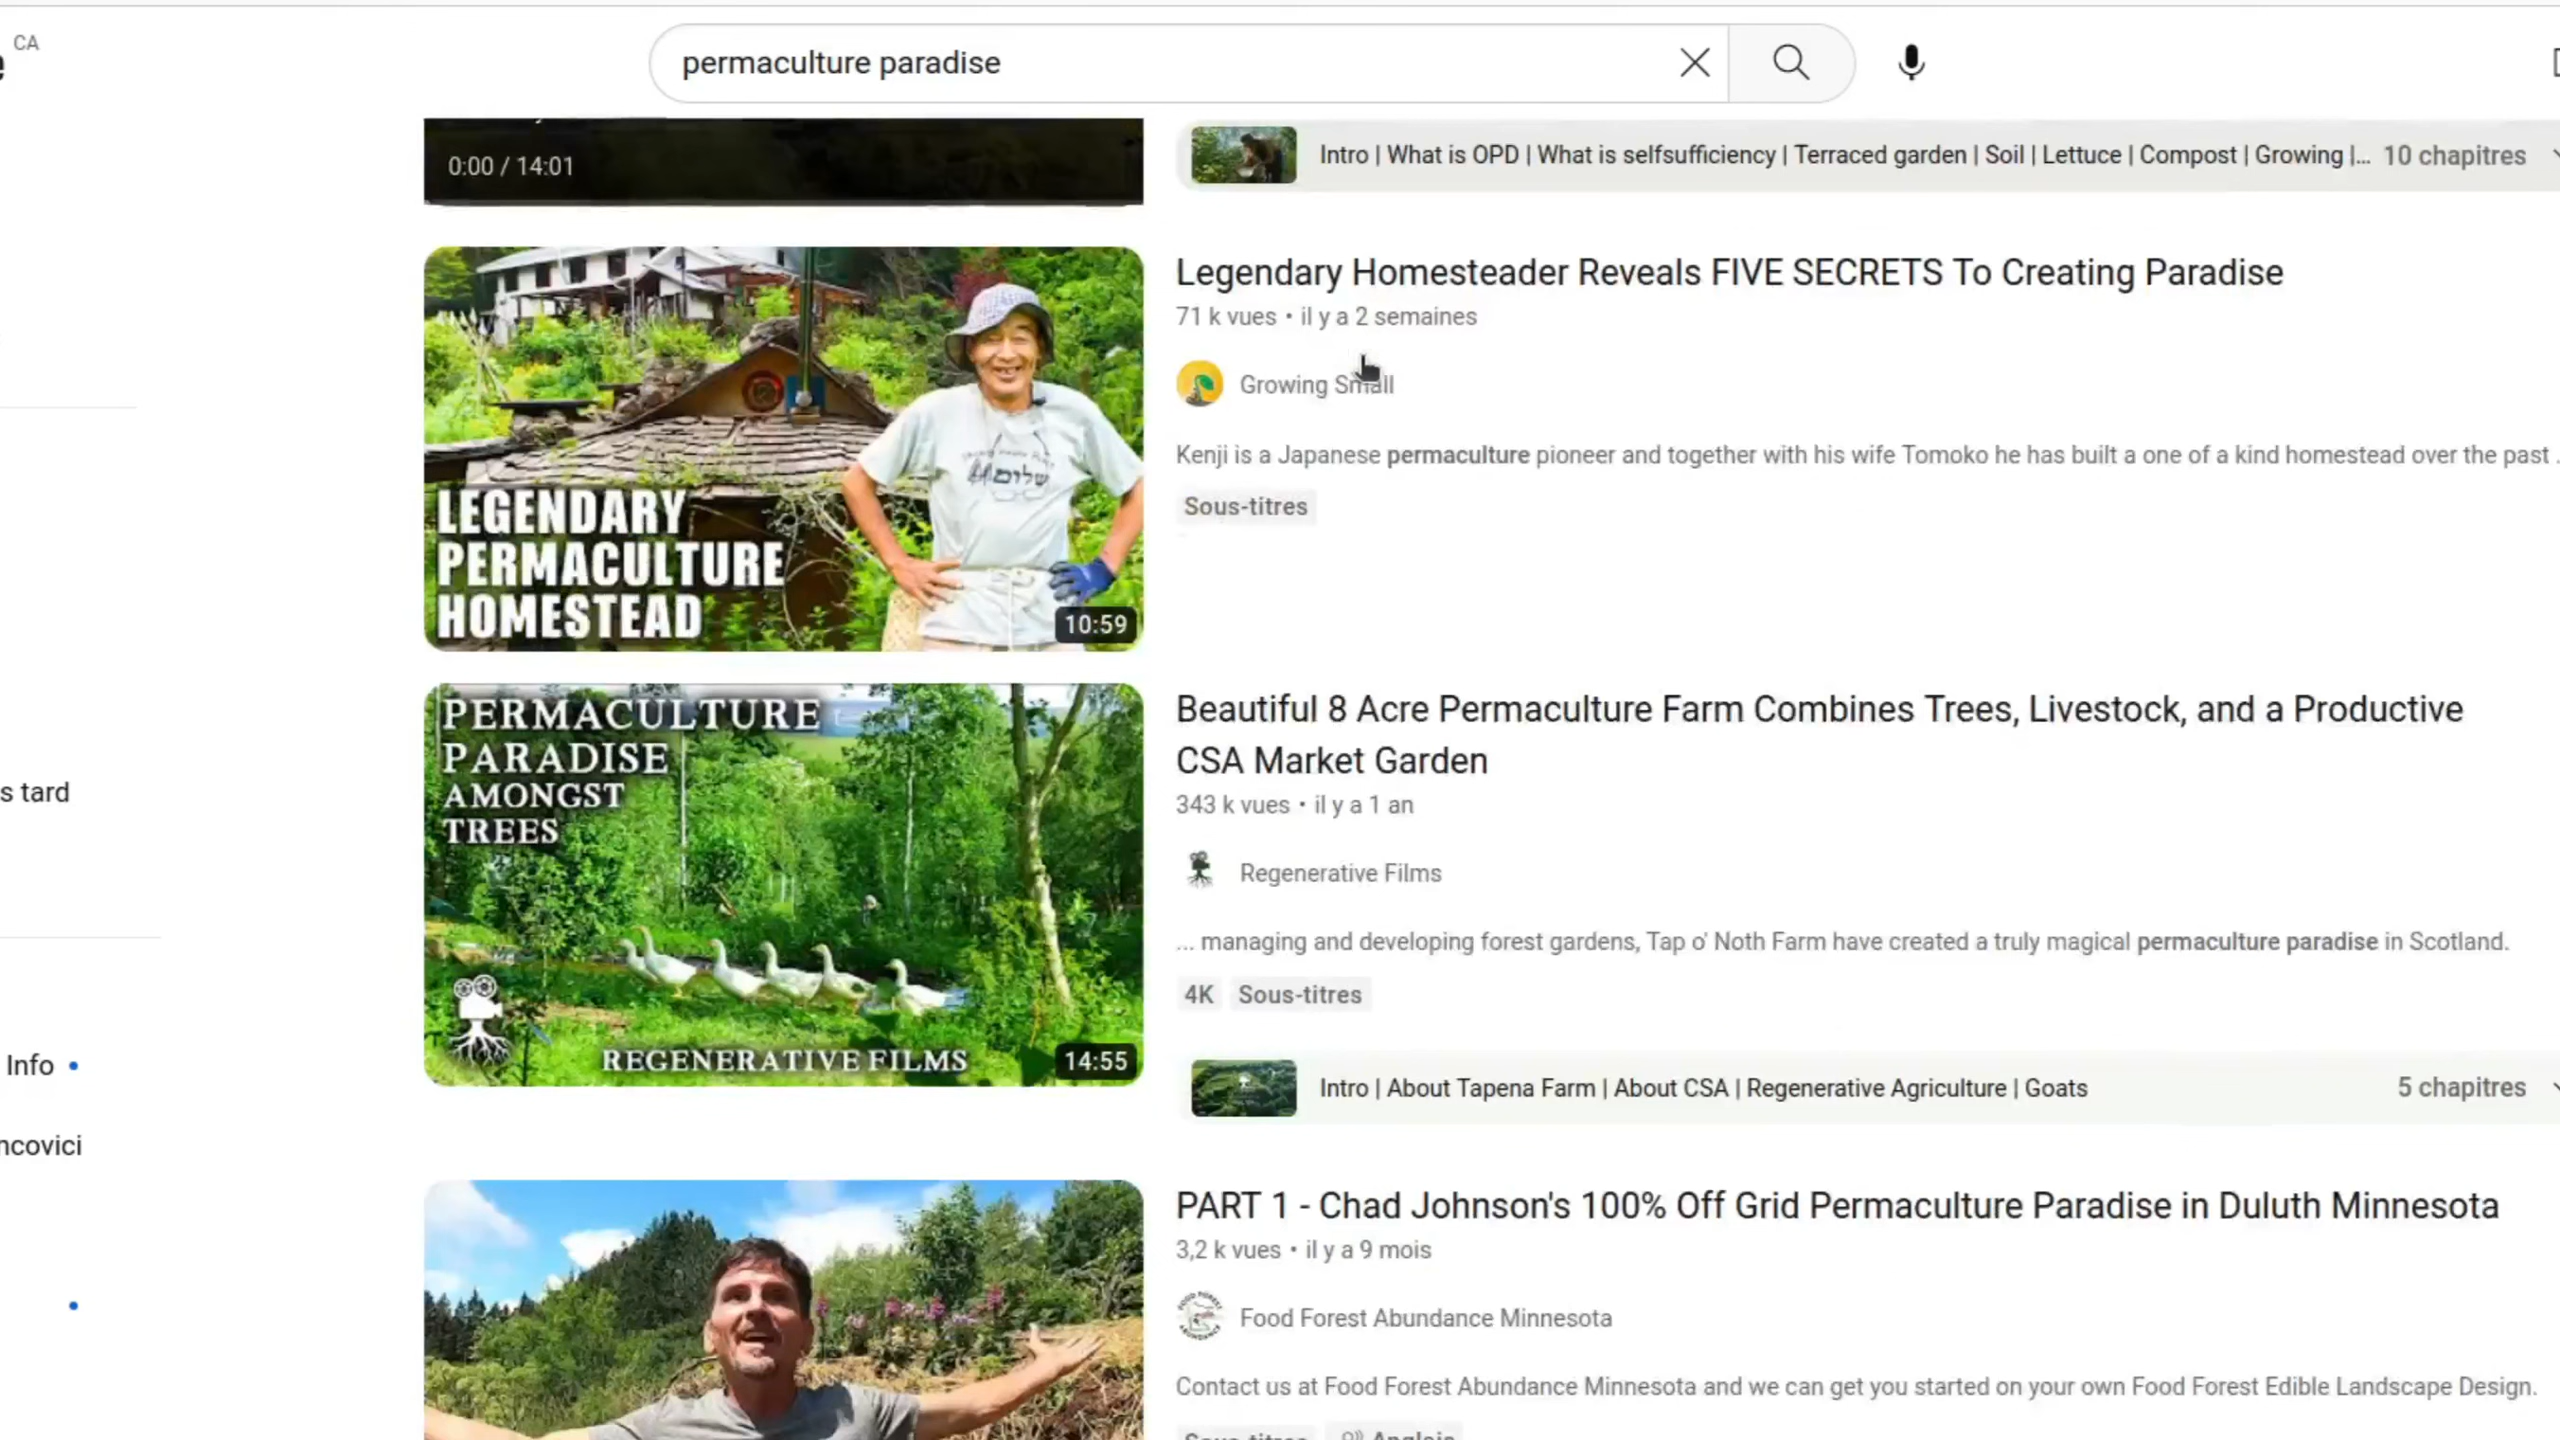 CA
permaculture paradise
0:00 / 14:01
Intro | What is OPD | What is selfsufficiency | Terraced garden | Soil | Lettuce | Compost | Growing |... 10 chapitres
Legendary Homesteader Reveals FIVE SECRETS To Creating Paradise
71 k vues • il y a 2 semaines
Growing Small
Kenji is a Japanese permaculture pioneer and together with his wife Tomoko he has built a one of a kind homestead over the past .
Sous-titres
LEGENDARY
PERMACULTURE
HOMESTEAD
10:59
PERMACULTURE
PARADISE
AMONGST
TREES
REGENERATIVE FILMS
14:55
Beautiful 8 Acre Permaculture Farm Combines Trees, Livestock, and a Productive
CSA Market Garden
343 k vues • il y a 1 an
Regenerative Films
... managing and developing forest gardens, Tap o' Noth Farm have created a truly magical permaculture paradise in Scotland.
4K Sous-titres
Intro | About Tapena Farm | About CSA | Regenerative Agriculture | Goats 5 chapitres
s tard
Info
ncovici
PART 1 - Chad Johnson's 100% Off Grid Permaculture Paradise in Duluth Minnesota
3,2 k vues • il y a 9 mois
Food Forest Abundance Minnesota
Contact us at Food Forest Abundance Minnesota and we can get you started on your own Food Forest Edible Landscape Design.
Sous-titres Anglais